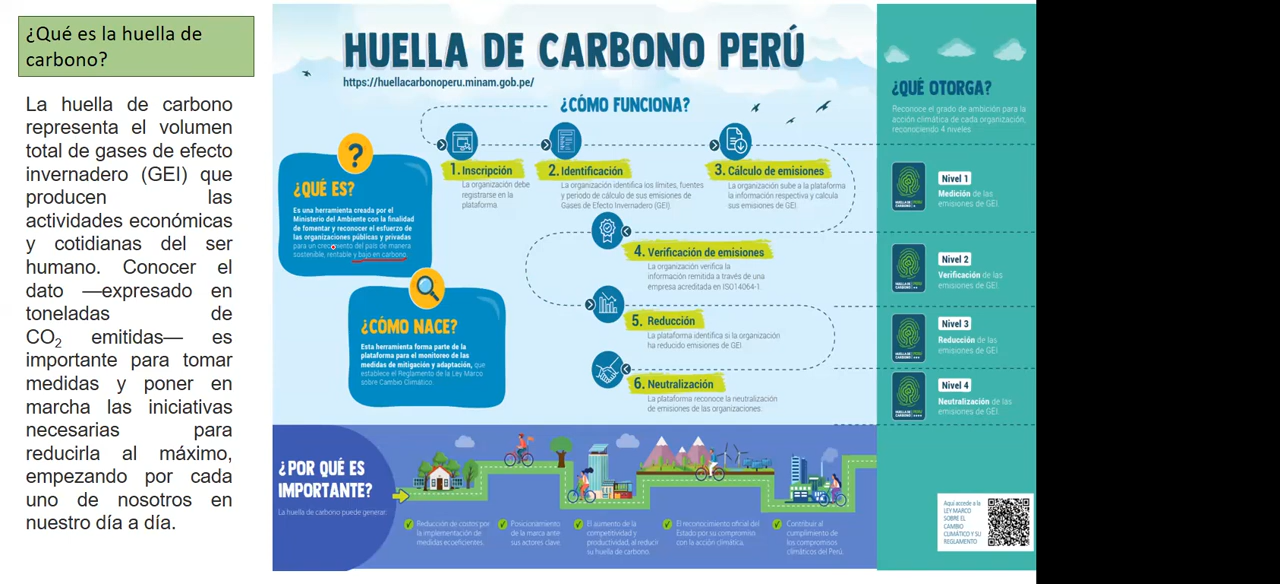 ¿Qué es la huella de
carbono?
La huella de carbono
representa el volumen
total de gases de efecto
invernadero (GEI) que
producen las
actividades económicas
y cotidianas del ser
humano. Conocer el
dato —expresado en
toneladas de
CO₂ emitidas— es
importante para tomar
medidas y poner en
marcha las iniciativas
necesarias para
reducirla al máximo,
empezando por cada
uno de nosotros en
nuestro día a día.
HUELLA DE CARBONO PERÚ
https://huellacarbonoperu.minam.gob.pe/
¿CÓMO FUNCIONA?
¿QUÉ ES?
Es una herramienta creada por el
Ministerio del Ambiente con la finalidad
de fomentar y reconocer el esfuerzo de
las organizaciones públicas y privadas
para un crecimiento del país de manera
sostenible, rentable y bajo en carbono.
¿CÓMO NACE?
Esta herramienta forma parte de la
plataforma para el monitoreo de las
medidas de mitigación y adaptación, que
establece el Reglamento de la Ley Marco
sobre Cambio Climático.
1. Inscripción
La organización debe
registrarse en la
plataforma.
2. Identificación
La organización identifica los límites, fuentes
y periodo de cálculo de sus emisiones de
Gases de Efecto Invernadero (GEI).
3. Cálculo de emisiones
La organización sube a la plataforma
la información respectiva y calcula
sus emisiones de GEI.
4. Verificación de emisiones
La organización verifica la
información remitida a través de una
empresa acreditada en ISO14064-1.
5. Reducción
La plataforma identifica si la organización
ha reducido emisiones de GEI
6. Neutralización
La plataforma reconoce la neutralización
de emisiones de las organizaciones.
¿QUÉ OTORGA?
Reconoce el grado de ambición para la
acción climática de cada organización,
reconociendo 4 niveles
Nivel 1
Medición de las
emisiones de GEI.
Nivel 2
Verificación de las
emisiones de GEI.
Nivel 3
Reducción de las
emisiones de GEI
Nivel 4
Neutralización de las
emisiones de GEI.
¿POR QUÉ ES
IMPORTANTE?
La huella de carbono puede generar:
Reducción de costos por
la implementación de
medidas ecoeficientes.
Posicionamiento
de la marca ante
sus actores clave.
El aumento de la
competitividad y
productividad, al reducir
su huella de carbono.
El reconocimiento oficial del
Estado por su compromiso
con la acción climática.
Contribuir al
cumplimiento de
los compromisos
climáticos del Perú.
Aquí accede a la
LEY MARCO
SOBRE EL
CAMBIO
CLIMÁTICO Y SU
REGLAMENTO